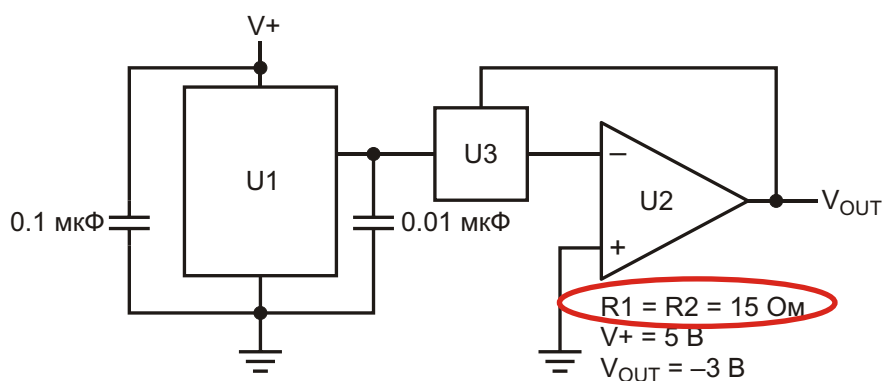 V+
U1
U3
U2
−
+
0.1 мкФ
0.01 мкФ
VOUT
R1 = R2 = 15 Ом
V+ = 5 В
VOUT = –3 В